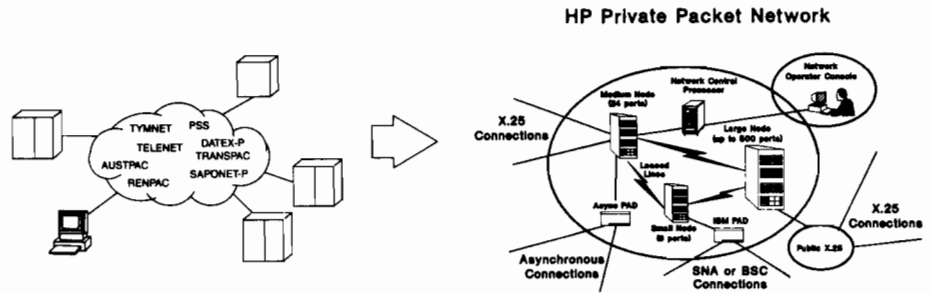 HP Private Packet Network
TYMNET
PSS
TELENET
DATEX-P
TRANSPAC
AUSTPAC
SAPONET-P
RENPAC
Network
Operator Console
Network Control
Processor
Medium Node
(24 ports)
X.25
Connections
Large Node
(up to 500 ports)
Leased
Lines
Async PAD
Small Node
(8 ports)
IBM PAD
X.25
Connections
Public X.25
Asynchronous
Connections
SNA or BSC
Connections